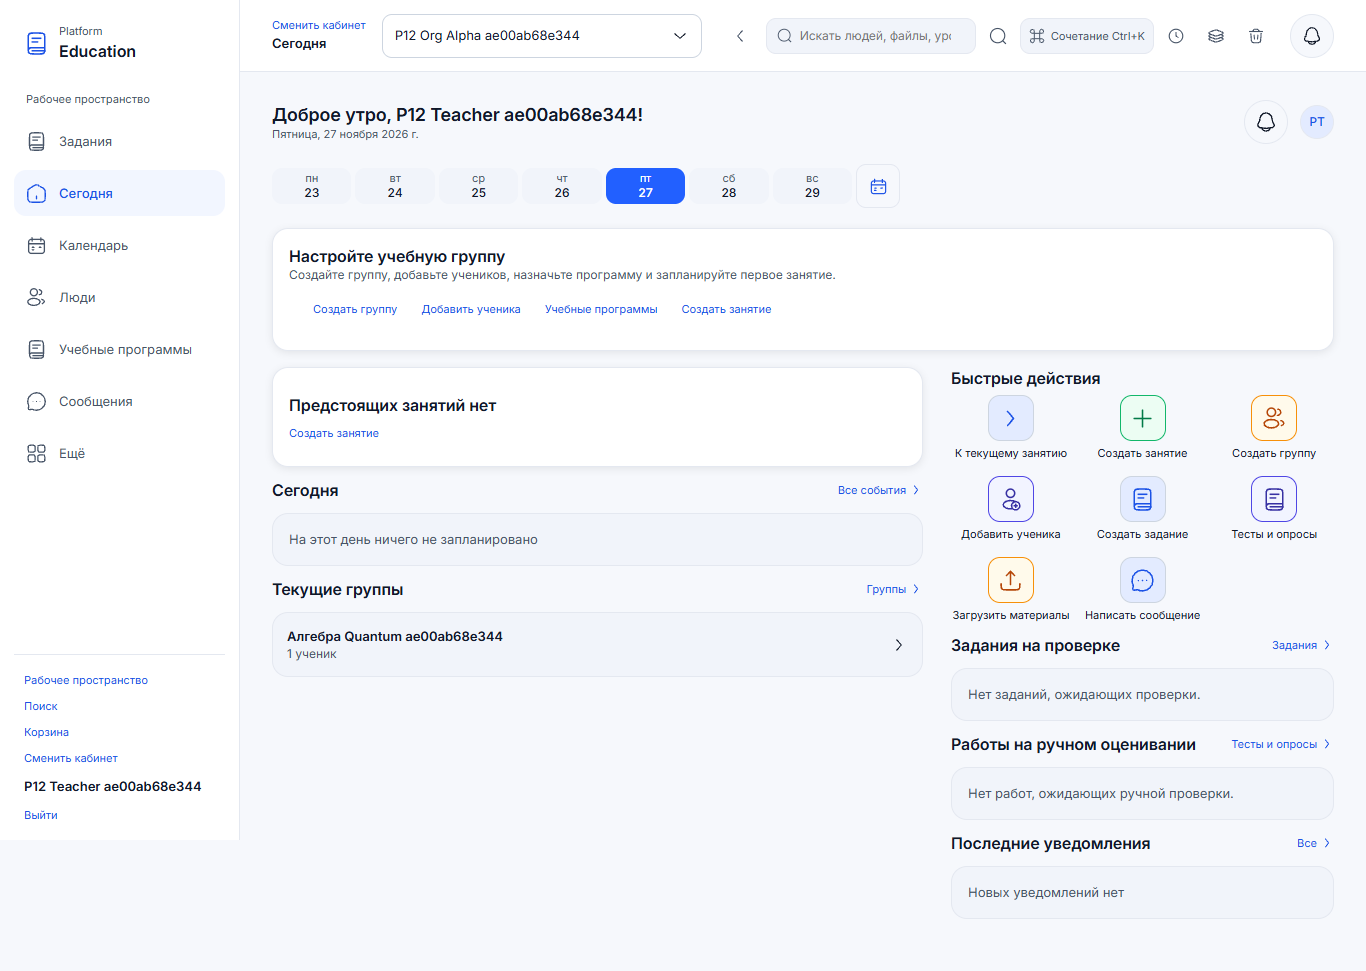 Platform
Education
Рабочее пространство
Задания
Сегодня
Календарь
Люди
Учебные программы
Сообщения
Ещё
Рабочее пространство
Поиск
Корзина
Сменить кабинет
P12 Teacher ae00ab68e344
Выйти
Сменить кабинет
Сегодня
P12 Org Alpha ae00ab68e344
Искать людей, файлы, уро
Сочетание Ctrl+K
Доброе утро, P12 Teacher ae00ab68e344!
Пятница, 27 ноября 2026 г.
PT
пн 23
вт 24
ср 25
чт 26
пт 27
сб 28
вс 29
Настройте учебную группу
Создайте группу, добавьте учеников, назначьте программу и запланируйте первое занятие.
Создать группу Добавить ученика Учебные программы Создать занятие
Предстоящих занятий нет
Создать занятие
Сегодня
Все события
На этот день ничего не запланировано
Текущие группы
Группы
Алгебра Quantum ae00ab68e344
1 ученик
Быстрые действия
К текущему занятию
Создать занятие
Создать группу
Добавить ученика
Создать задание
Тесты и опросы
Загрузить материалы
Написать сообщение
Задания на проверке
Задания
Нет заданий, ожидающих проверки.
Работы на ручном оценивании
Тесты и опросы
Нет работ, ожидающих ручной проверки.
Последние уведомления
Все
Новых уведомлений нет